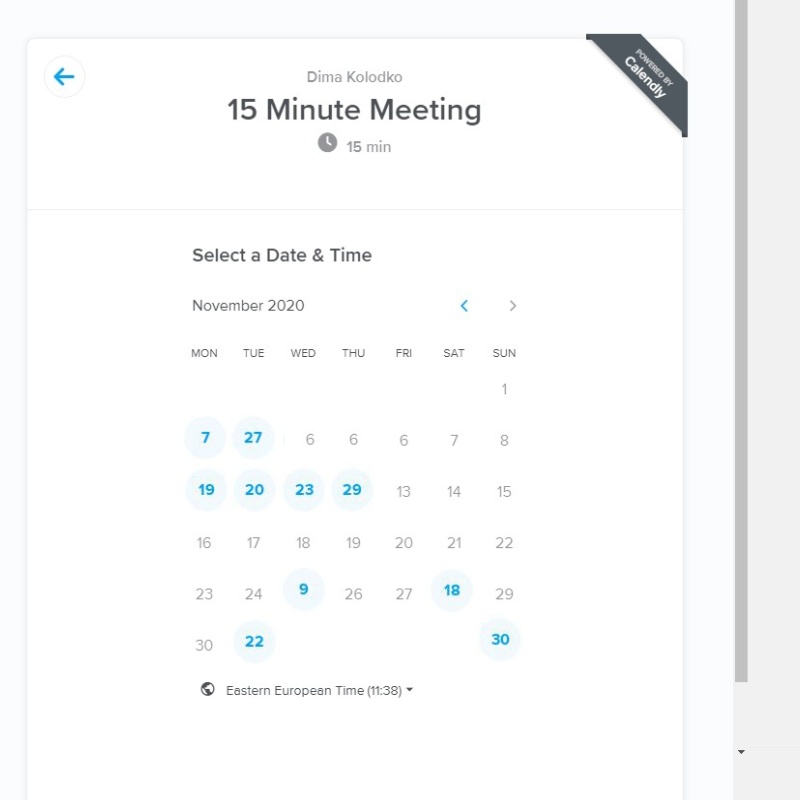 POWERED BY
Calendly
Dima Kolodko
15 Minute Meeting
15 min
Select a Date & Time
November 2020
MON TUE WED THU FRI SAT SUN
1
7 27 6 6 6 7 8
19 20 23 29 13 14 15
16 17 18 19 20 21 22
23 24 9 26 27 18 29
30 22 30
Eastern European Time (11:38)